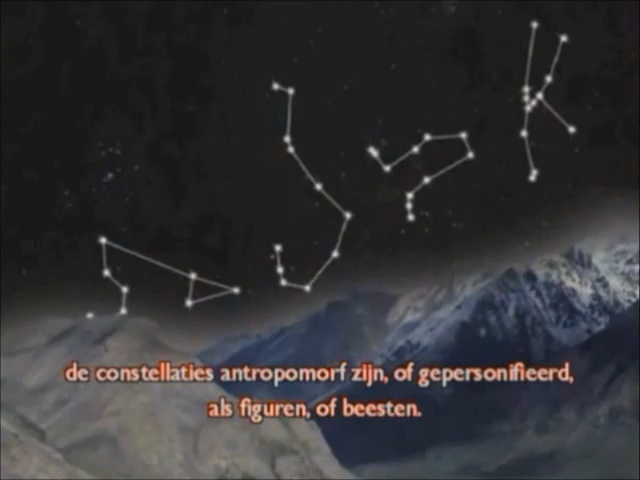 de constellaties antropomorf zijn, of gepersonifieerd,
als figuren, of beesten.